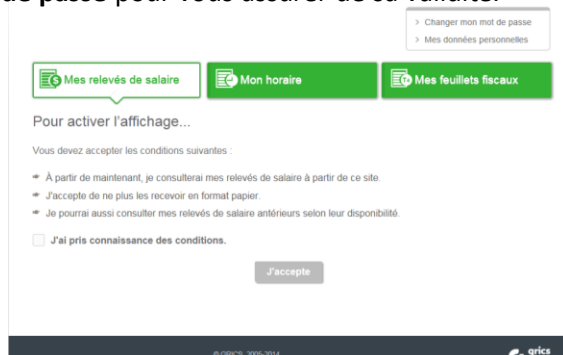 de passe pour vous assurer de sa validité.
> Changer mon mot de passe
> Mes données personnelles
Mes relevés de salaire
Mon horaire
Mes feuillets fiscaux
Pour activer l'affichage...
Vous devez accepter les conditions suivantes :
À partir de maintenant, je consulterai mes relevés de salaire à partir de ce site.
J'accepte de ne plus les recevoir en format papier.
Je pourrai aussi consulter mes relevés de salaire antérieurs selon leur disponibilité.
J'ai pris connaissance des conditions.
J'accepte
© GRICS, 2005-2014
grics